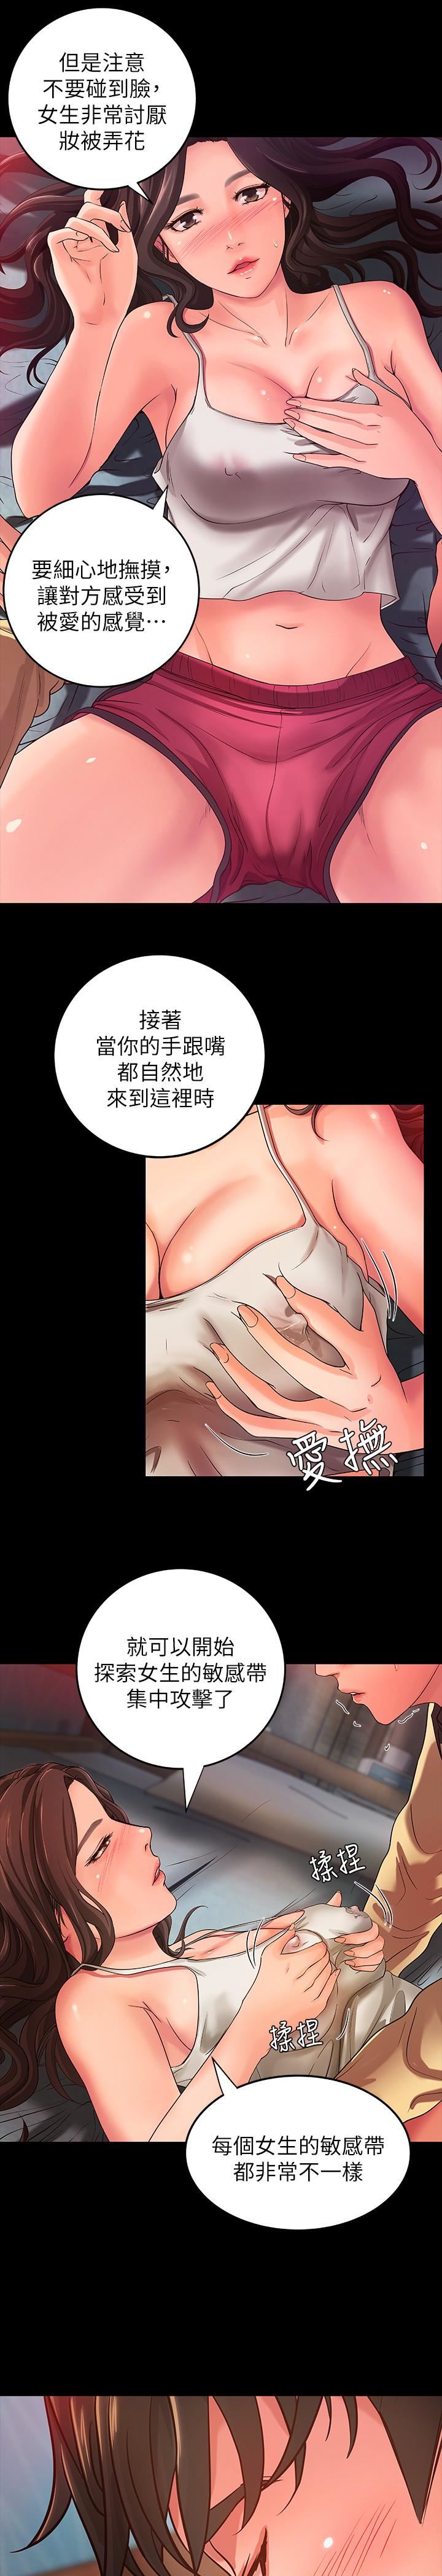 但是注意
不要碰到臉，
女生非常討厭
妝被弄花
要細心地撫摸，
讓對方感受到
被愛的感覺…
接著
當你的手跟嘴
都自然地
來到這裡時
愛撫
就可以開始
探索女生的敏感帶
集中攻擊了
揉捏
揉捏
每個女生的敏感帶
都非常不一樣